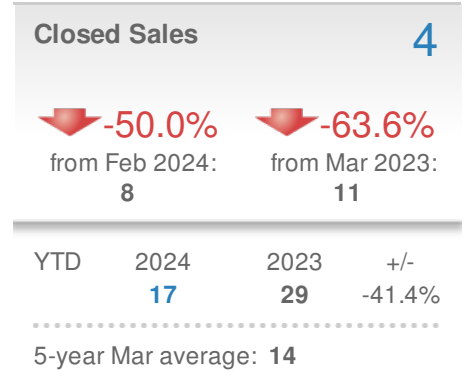 Closed Sales 4
-50.0% -63.6%
from Feb 2024: from Mar 2023:
8 11
YTD 2024 2023 +/-
17 29 -41.4%
5-year Mar average: 14